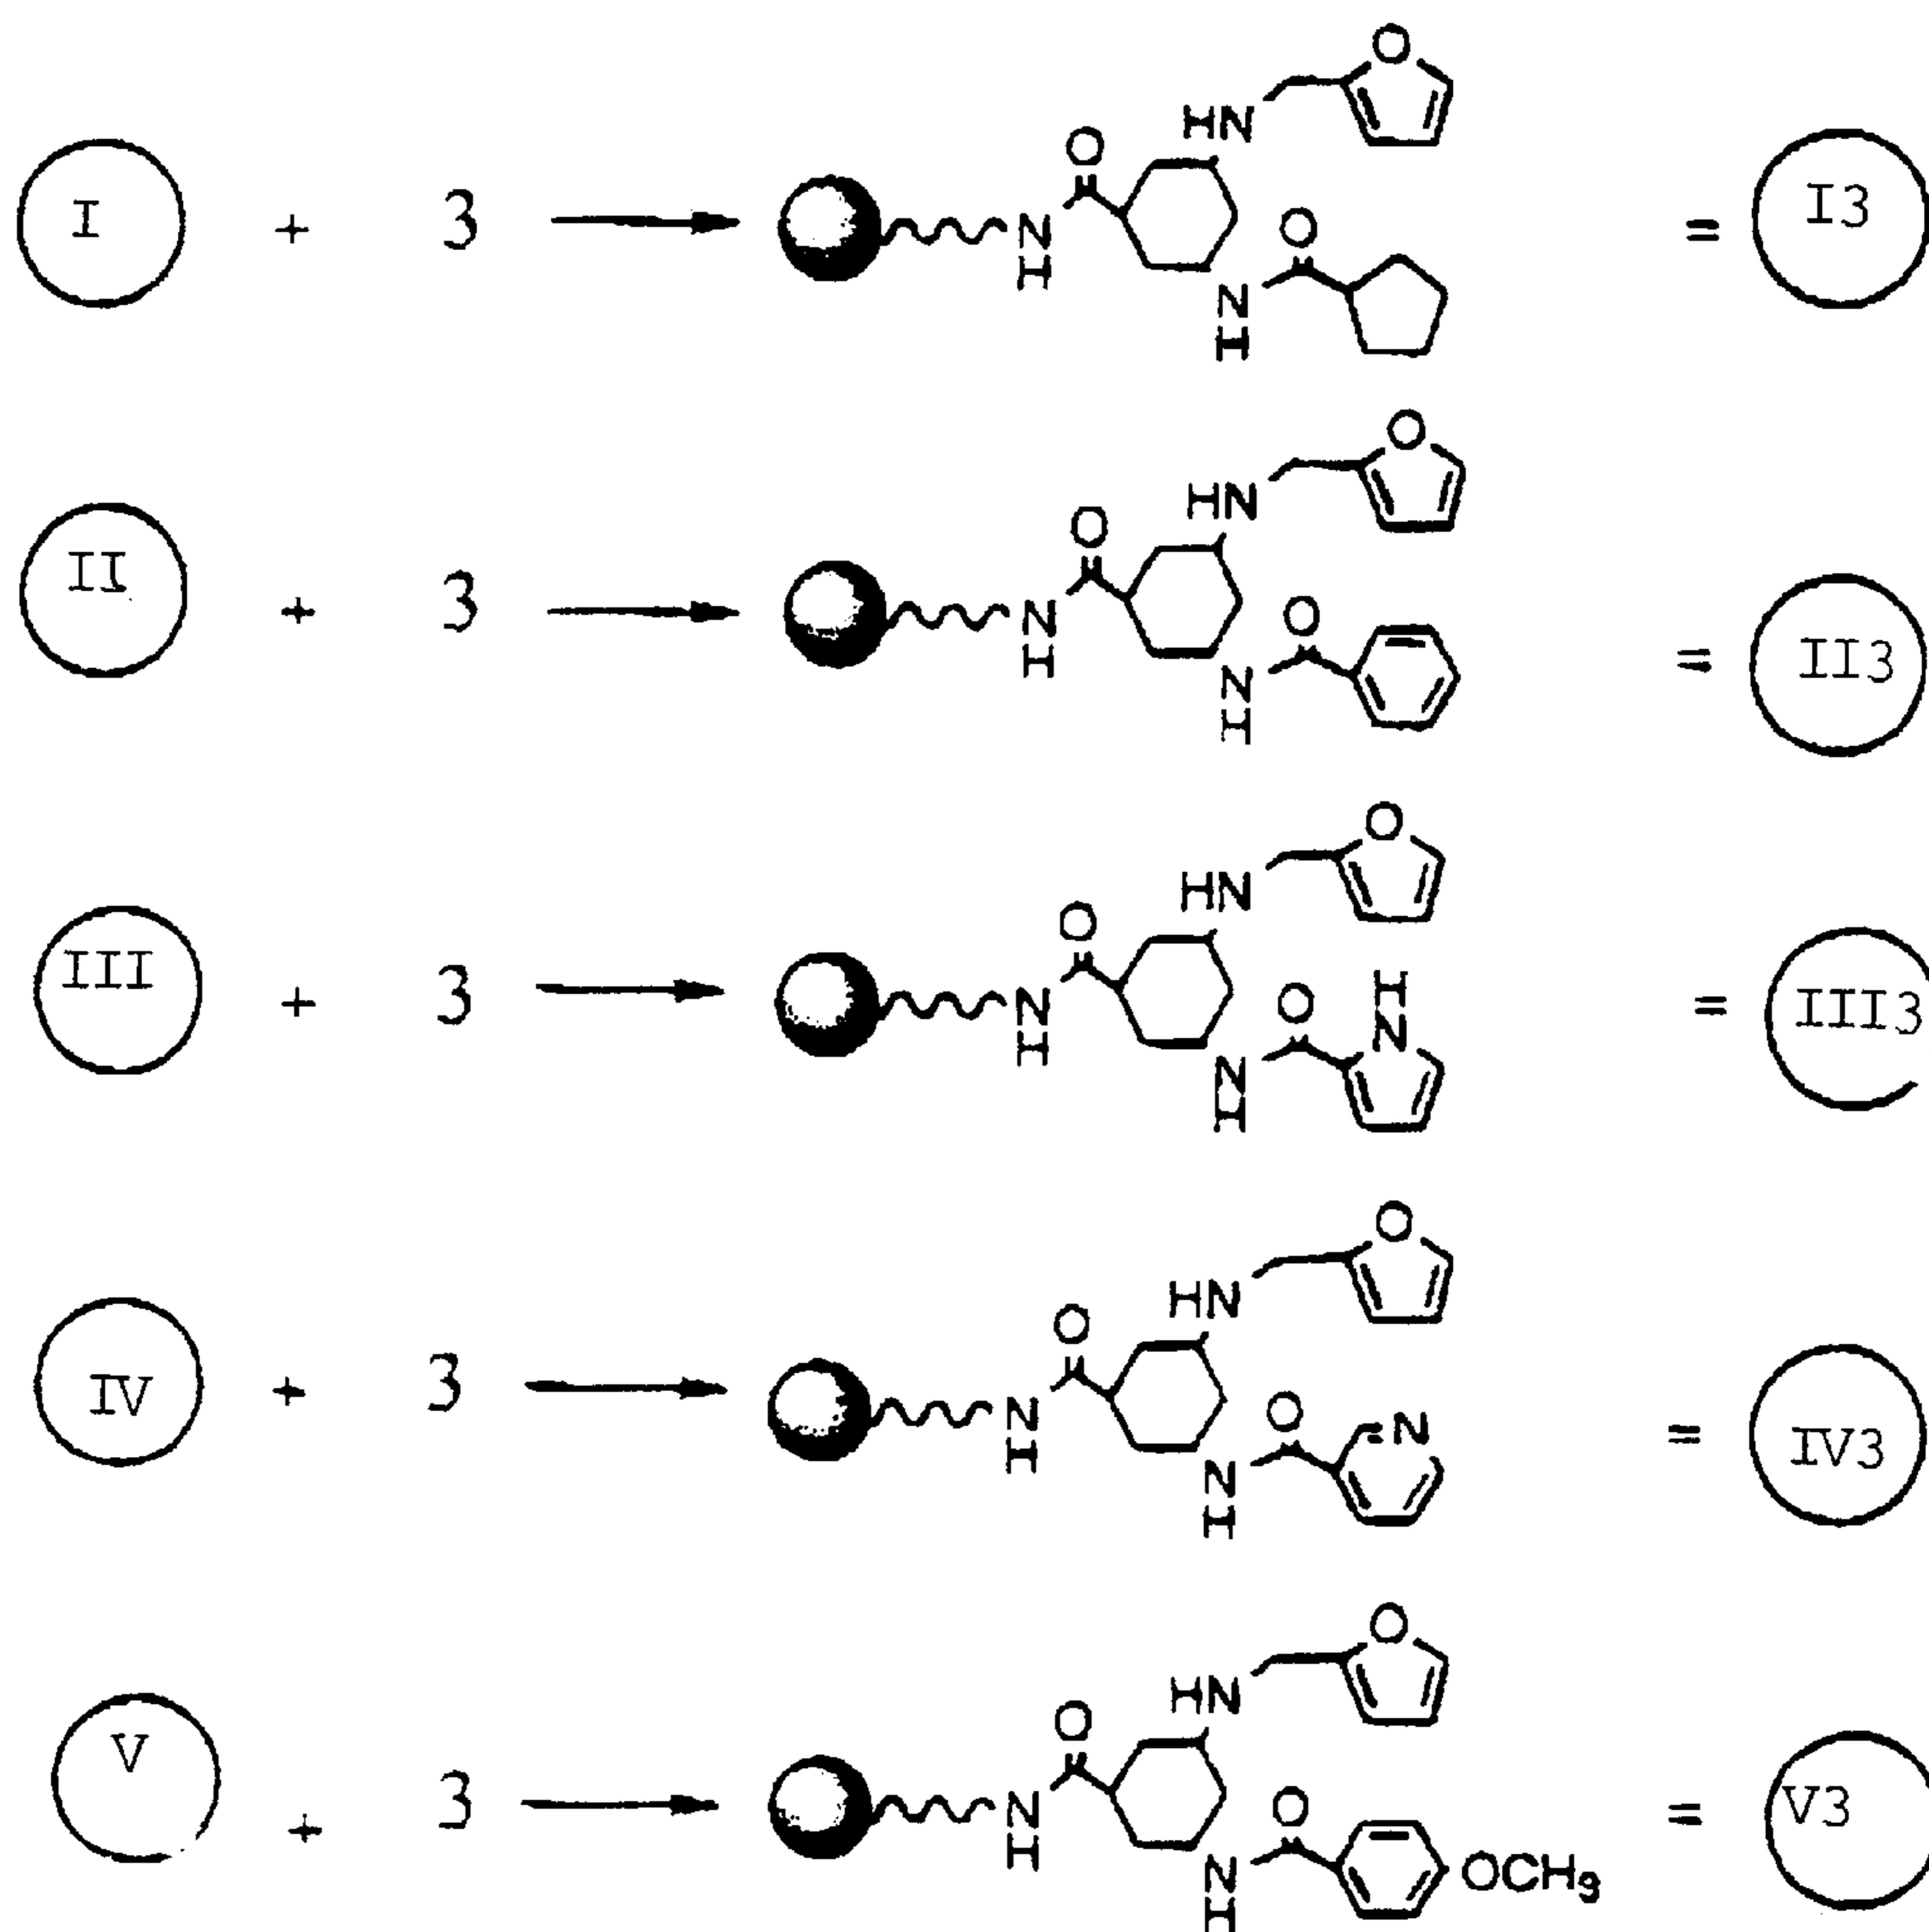 O
HN
O
I + 3 = I3
N
H
O
N
H
O
HN
O
II + 3 = II3
N
H
O
N
H
O
HN
O
III + 3 = III3
N
H
O
H
N
N
H
O
HN
O
IV + 3 = IV3
N
H
O
N
N
H
O
HN
O
V + 3 = V3
N
H
O
N
H
OCH3